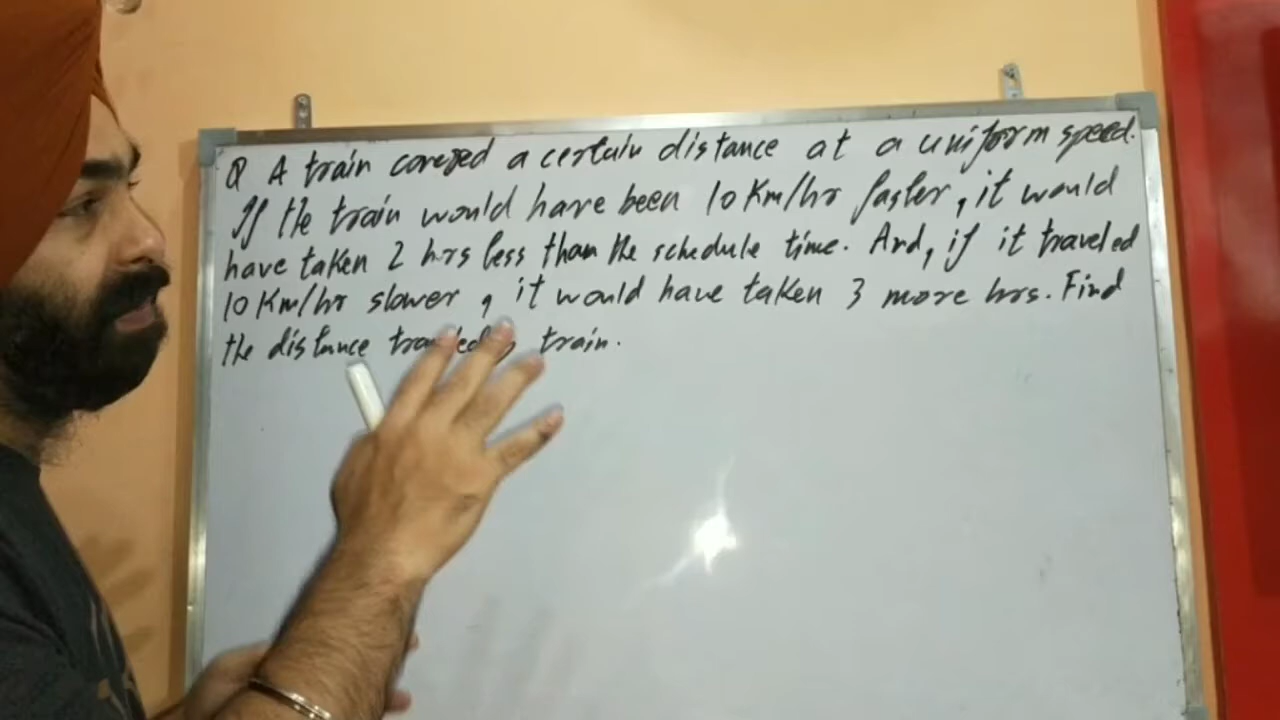 Q A train covered a certain distance at a uniform speed.
If the train would have been 10 Km/hr faster, it would
have taken 2 hrs less than the schedule time. And, if it traveled
10 Km/hr slower, it would have taken 3 more hrs. Find
the distance train.